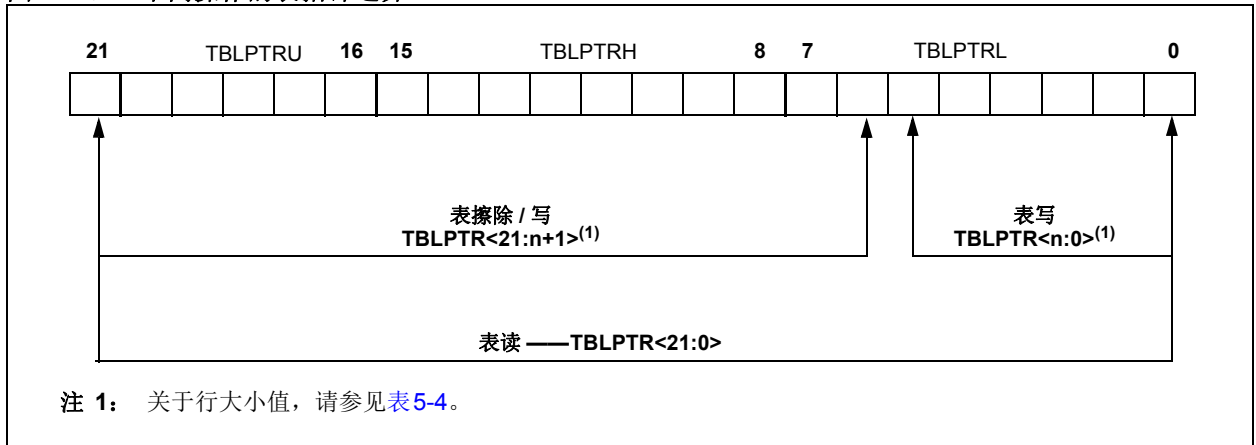 21 TBLPTRU 16 15 TBLPTRH 8 7 TBLPTRL 0
表擦除 / 写
TBLPTR<21:n+1>(1)
表写
TBLPTR<n:0>(1)
表读 ——TBLPTR<21:0>
注 1： 关于行大小值，请参见表5-4。